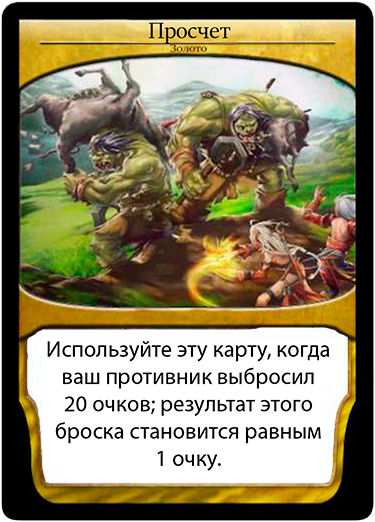 Просчет
Золото
Используйте эту карту, когда
ваш противник выбросил
20 очков; результат этого
броска становится равным
1 очку.